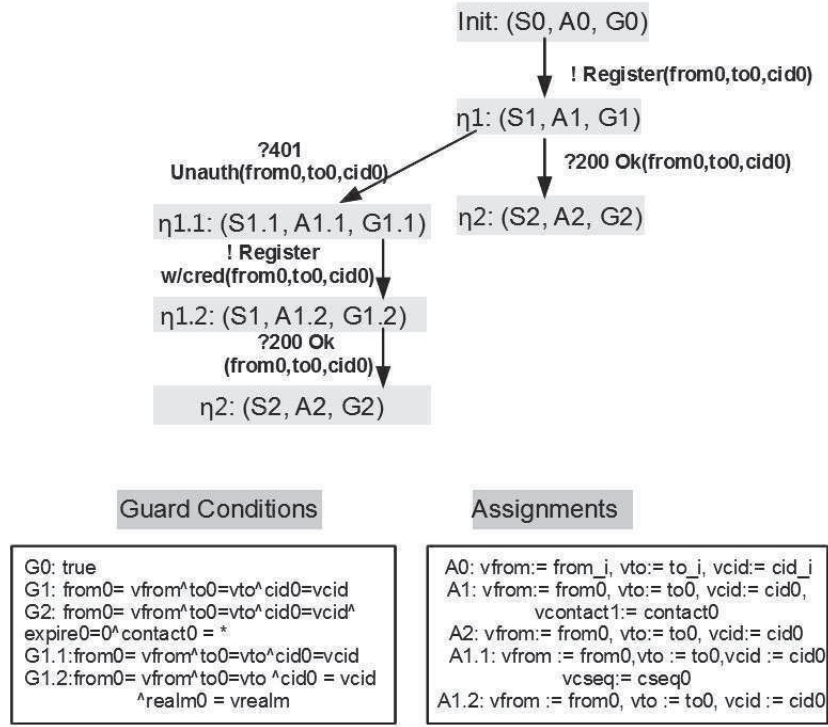 Init: (S0, A0, G0)
! Register(from0,to0,cid0)
η1: (S1, A1, G1)
?401
Unauth(from0,to0,cid0)
?200 Ok(from0,to0,cid0)
η1.1: (S1.1, A1.1, G1.1)
η2: (S2, A2, G2)
! Register
w/cred(from0,to0,cid0)
η1.2: (S1, A1.2, G1.2)
?200 Ok
(from0,to0,cid0)
η2: (S2, A2, G2)
Guard Conditions
G0: true
G1: from0= vfrom^to0=vto^cid0=vcid
G2: from0= vfrom^to0=vto^cid0=vcid^
expire0=0^contact0 = *
G1.1:from0= vfrom^to0=vto^cid0=vcid
G1.2:from0= vfrom^to0=vto ^cid0 = vcid
^realm0 = vrealm
Assignments
A0: vfrom:= from_i, vto:= to_i, vcid:= cid_i
A1: vfrom:= from0, vto:= to0, vcid:= cid0,
vcontact1:= contact0
A2: vfrom:= from0, vto:= to0, vcid:= cid0
A1.1: vfrom := from0,vto := to0,vcid := cid0
vcseq:= cseq0
A1.2: vfrom := from0, vto := to0, vcid := cid0